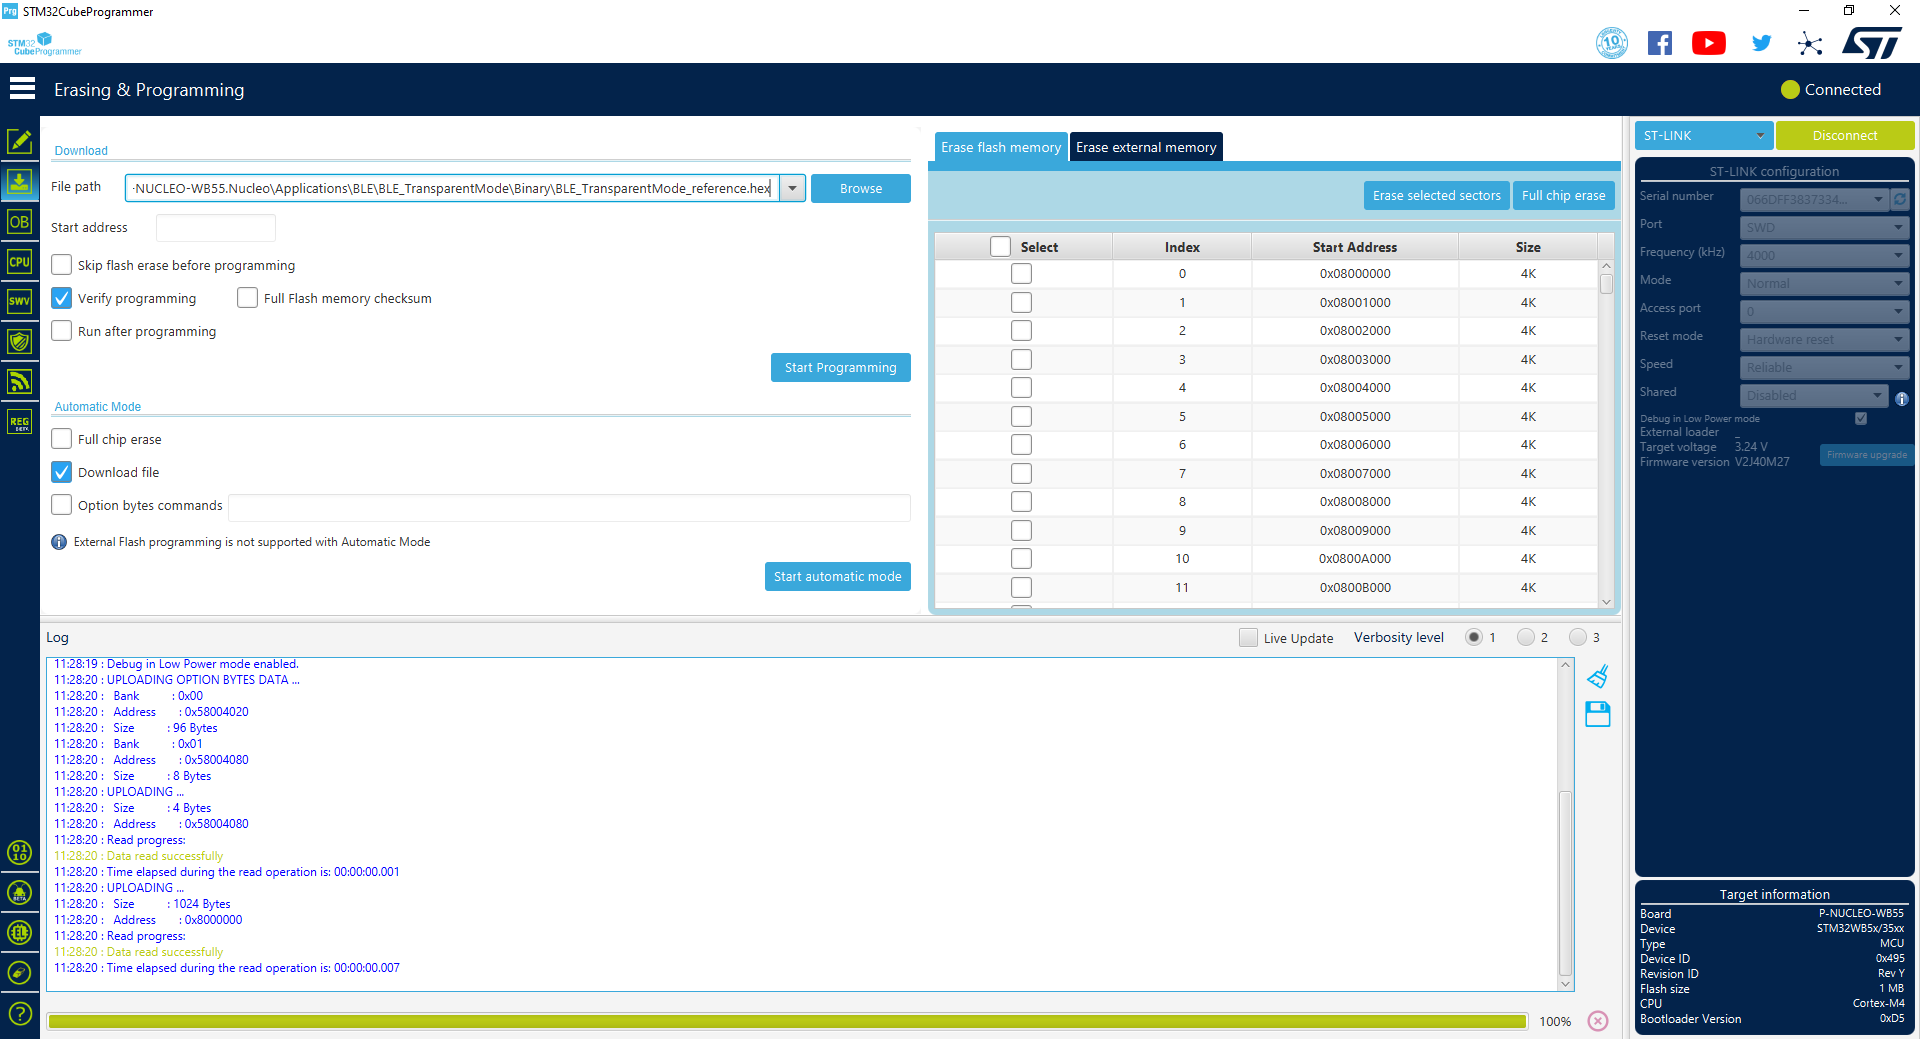 Prg STM32CubeProgrammer
STM32
CubeProgrammer
10 YEARS
ST
Erasing & Programming
Connected
Download
File path
-NUCLEO-WB55.Nucleo\Applications\BLE\BLE_TransparentMode\Binary\BLE_TransparentMode_reference.hex
Browse
Start address
Skip flash erase before programming
Verify programming
Full Flash memory checksum
Run after programming
Start Programming
Automatic Mode
Full chip erase
Download file
Option bytes commands
External Flash programming is not supported with Automatic Mode
Start automatic mode
OB
CPU
SWV
REG
BETA
01
10
BETA
Erase flash memory
Erase external memory
Erase selected sectors
Full chip erase
Select Index Start Address Size
0 0x08000000 4K
1 0x08001000 4K
2 0x08002000 4K
3 0x08003000 4K
4 0x08004000 4K
5 0x08005000 4K
6 0x08006000 4K
7 0x08007000 4K
8 0x08008000 4K
9 0x08009000 4K
10 0x0800A000 4K
11 0x0800B000 4K
Log
Live Update Verbosity level 1 2 3
11:28:19 : Debug in Low Power mode enabled.
11:28:20 : UPLOADING OPTION BYTES DATA ...
11:28:20 : Bank : 0x00
11:28:20 : Address : 0x58004020
11:28:20 : Size : 96 Bytes
11:28:20 : Bank : 0x01
11:28:20 : Address : 0x58004080
11:28:20 : Size : 8 Bytes
11:28:20 : UPLOADING ...
11:28:20 : Size : 4 Bytes
11:28:20 : Address : 0x58004080
11:28:20 : Read progress:
11:28:20 : Data read successfully
11:28:20 : Time elapsed during the read operation is: 00:00:00.001
11:28:20 : UPLOADING ...
11:28:20 : Size : 1024 Bytes
11:28:20 : Address : 0x8000000
11:28:20 : Read progress:
11:28:20 : Data read successfully
11:28:20 : Time elapsed during the read operation is: 00:00:00.007
100%
ST-LINK
Disconnect
ST-LINK configuration
Serial number 066DFF3837334...
Port SWD
Frequency (kHz) 4000
Mode Normal
Access port 0
Reset mode Hardware reset
Speed Reliable
Shared Disabled
Debug in Low Power mode
External loader _
Target voltage 3.24 V
Firmware version V2J40M27
Firmware upgrade
Target information
Board P-NUCLEO-WB55
Device STM32WB5x/35xx
Type MCU
Device ID 0x495
Revision ID Rev Y
Flash size 1 MB
CPU Cortex-M4
Bootloader Version 0xD5